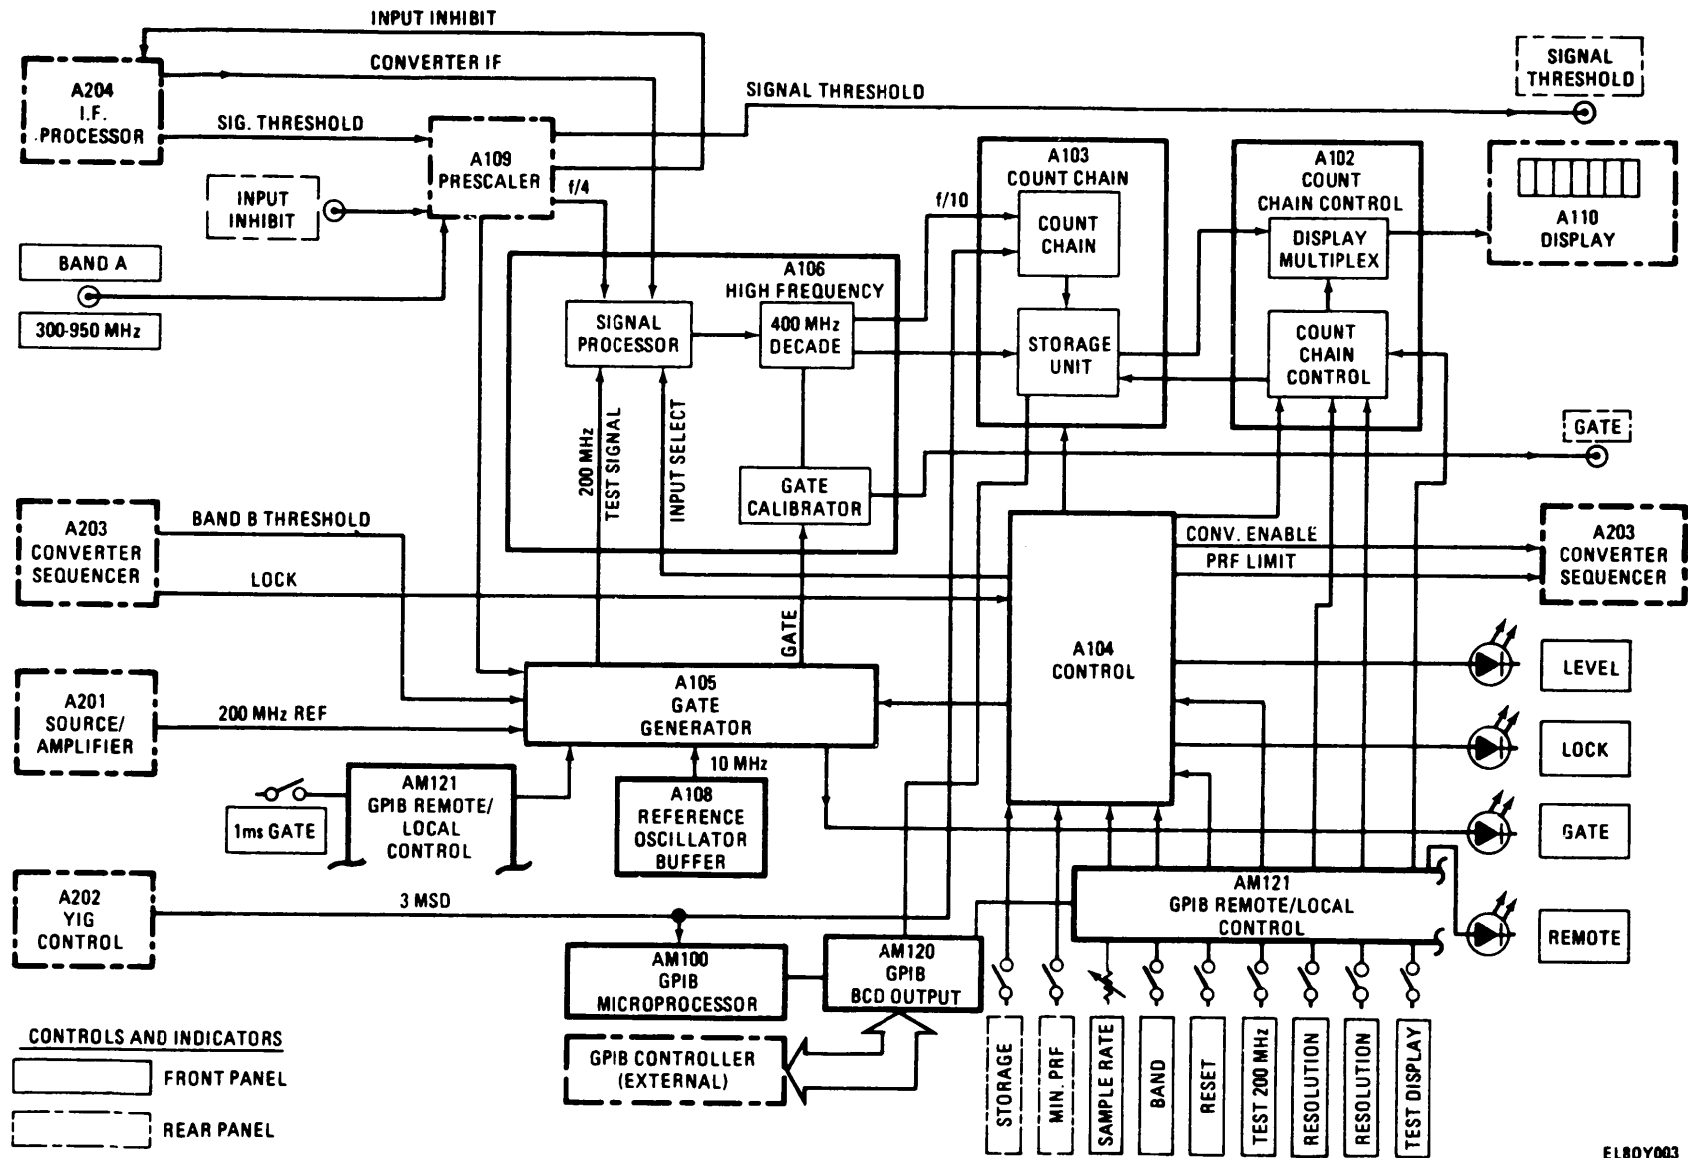 INPUT INHIBIT
CONVERTER IF
A204
I.F.
PROCESSOR
SIG. THRESHOLD
SIGNAL THRESHOLD
SIGNAL
THRESHOLD
A109
PRESCALER
f/4
INPUT
INHIBIT
BAND A
300-950 MHz
A106
HIGH FREQUENCY
SIGNAL
PROCESSOR
400 MHz
DECADE
200 MHz
TEST SIGNAL
INPUT SELECT
GATE
CALIBRATOR
f/10
A103
COUNT CHAIN
COUNT
CHAIN
STORAGE
UNIT
A102
COUNT
CHAIN CONTROL
DISPLAY
MULTIPLEX
COUNT
CHAIN
CONTROL
A110
DISPLAY
GATE
A203
CONVERTER
SEQUENCER
BAND B THRESHOLD
LOCK
GATE
A104
CONTROL
CONV. ENABLE
PRF LIMIT
A203
CONVERTER
SEQUENCER
LEVEL
LOCK
GATE
REMOTE
A201
SOURCE/
AMPLIFIER
200 MHz REF
A105
GATE
GENERATOR
10 MHz
A108
REFERENCE
OSCILLATOR
BUFFER
1ms GATE
AM121
GPIB REMOTE/
LOCAL
CONTROL
A202
YIG
CONTROL
3 MSD
AM100
GPIB
MICROPROCESSOR
AM120
GPIB
BCD OUTPUT
GPIB CONTROLLER
(EXTERNAL)
AM121
GPIB REMOTE/LOCAL
CONTROL
STORAGE
MIN. PRF
SAMPLE RATE
BAND
RESET
TEST 200 MHz
RESOLUTION
RESOLUTION
TEST DISPLAY
CONTROLS AND INDICATORS
FRONT PANEL
REAR PANEL
EL8OY003